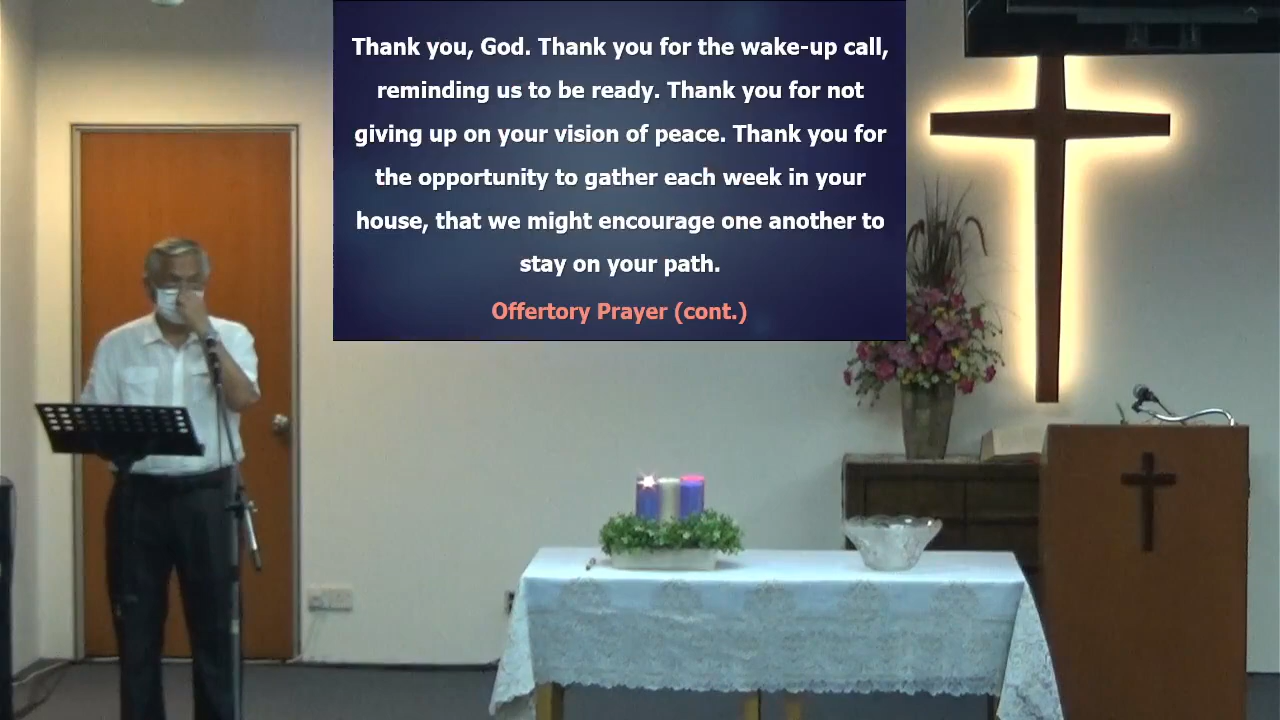 Thank you, God. Thank you for the wake-up call,
reminding us to be ready. Thank you for not
giving up on your vision of peace. Thank you for
the opportunity to gather each week in your
house, that we might encourage one another to
stay on your path.
Offertory Prayer (cont.)